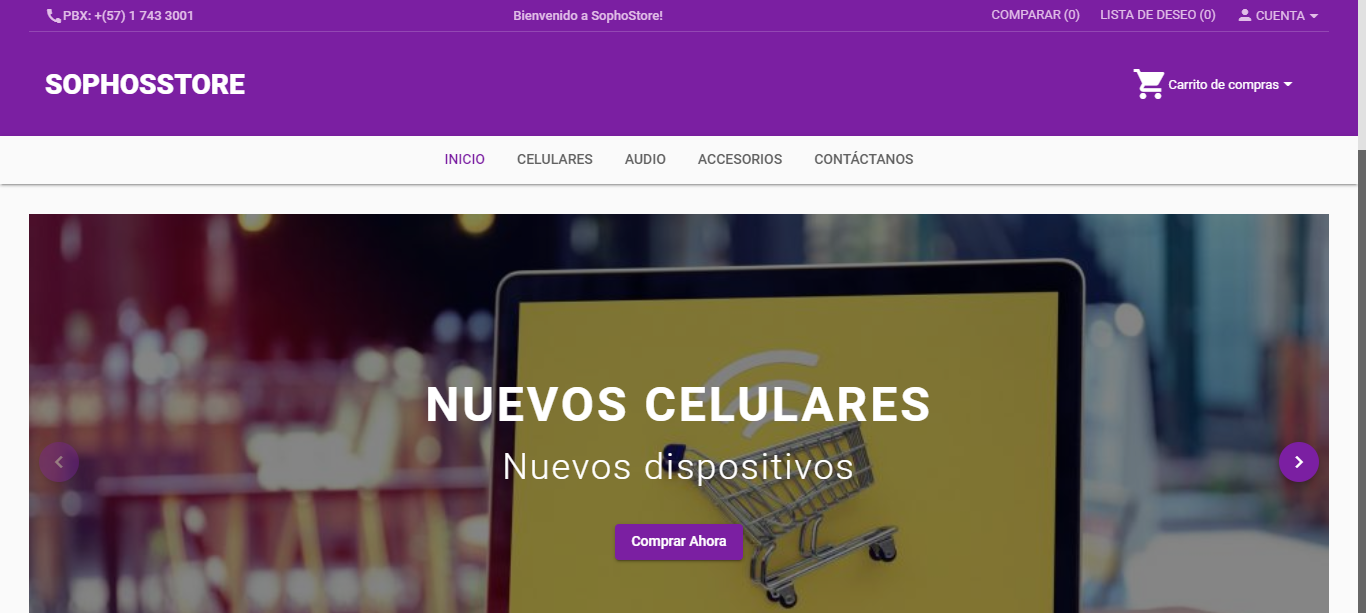 PBX: +(57) 1 743 3001
Bienvenido a SophoStore!
COMPARAR (0)
LISTA DE DESEO (0)
CUENTA
SOPHOSSTORE
Carrito de compras
INICIO
CELULARES
AUDIO
ACCESORIOS
CONTÁCTANOS
NUEVOS CELULARES
Nuevos dispositivos
Comprar Ahora